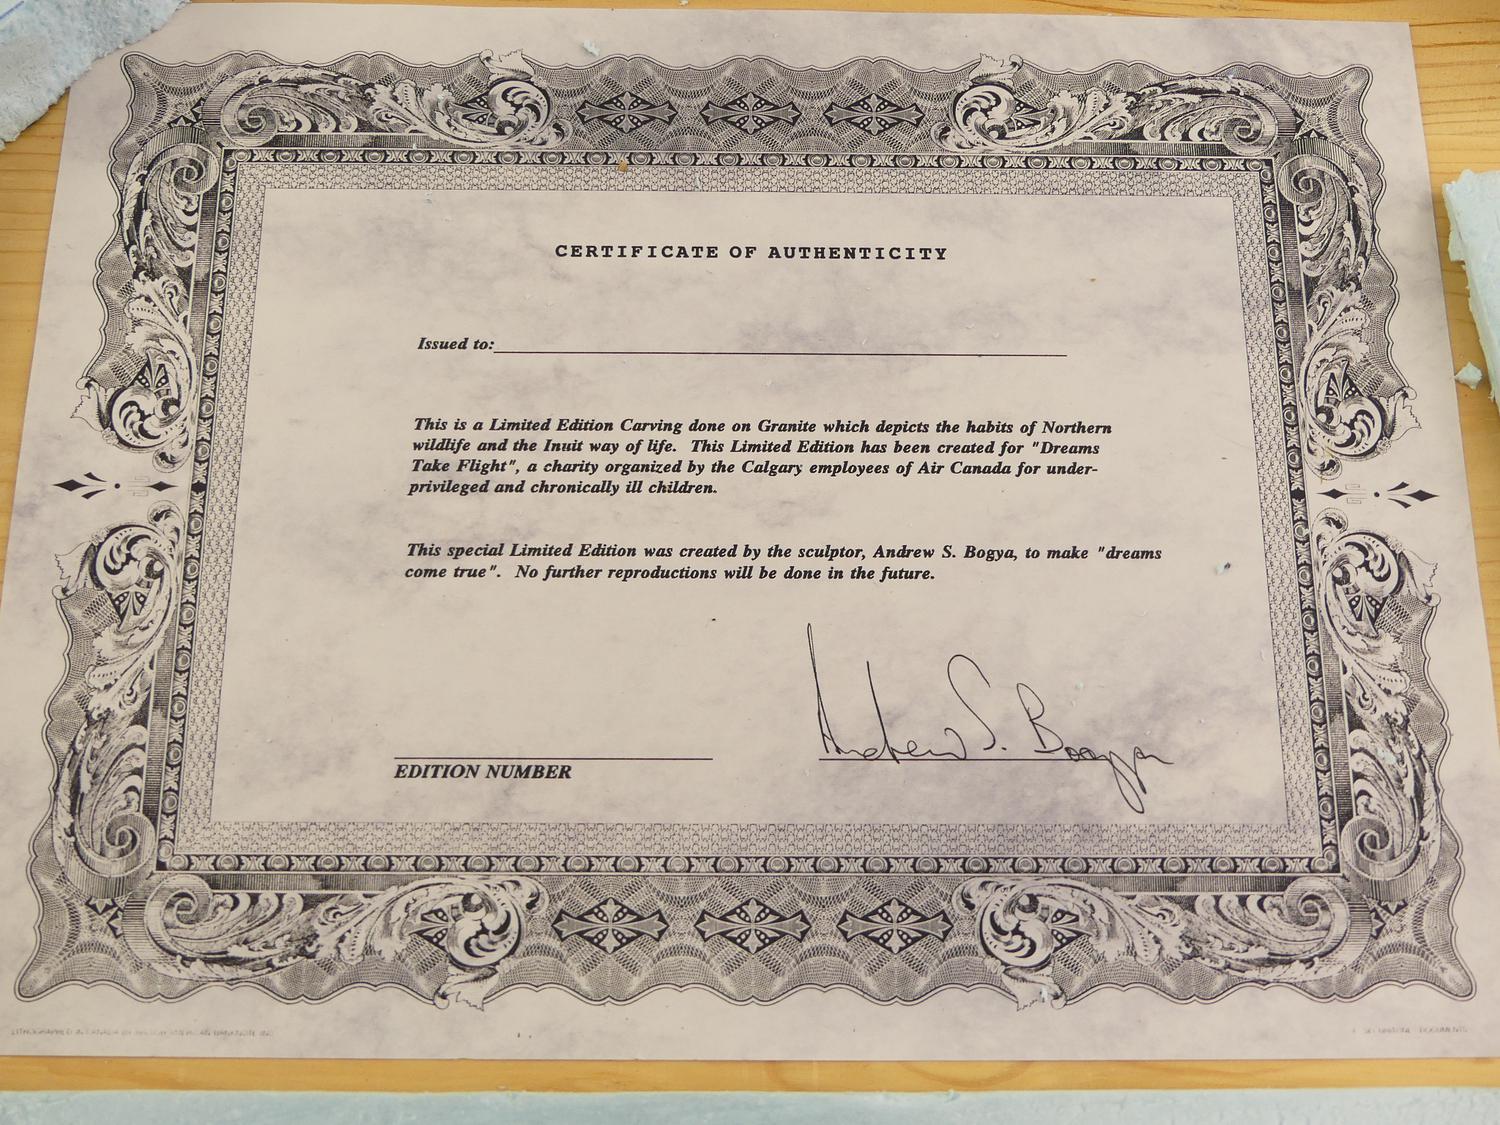 CERTIFICATE OF AUTHENTICITY
Issued to:
This is a Limited Edition Carving done on Granite which depicts the habits of Northern
wildlife and the Inuit way of life. This Limited Edition has been created for "Dreams
Take Flight", a charity organized by the Calgary employees of Air Canada for under-
privileged and chronically ill children.
This special Limited Edition was created by the sculptor, Andrew S. Bogya, to make "dreams
come true". No further reproductions will be done in the future.
Andrew S. Bogya
EDITION NUMBER